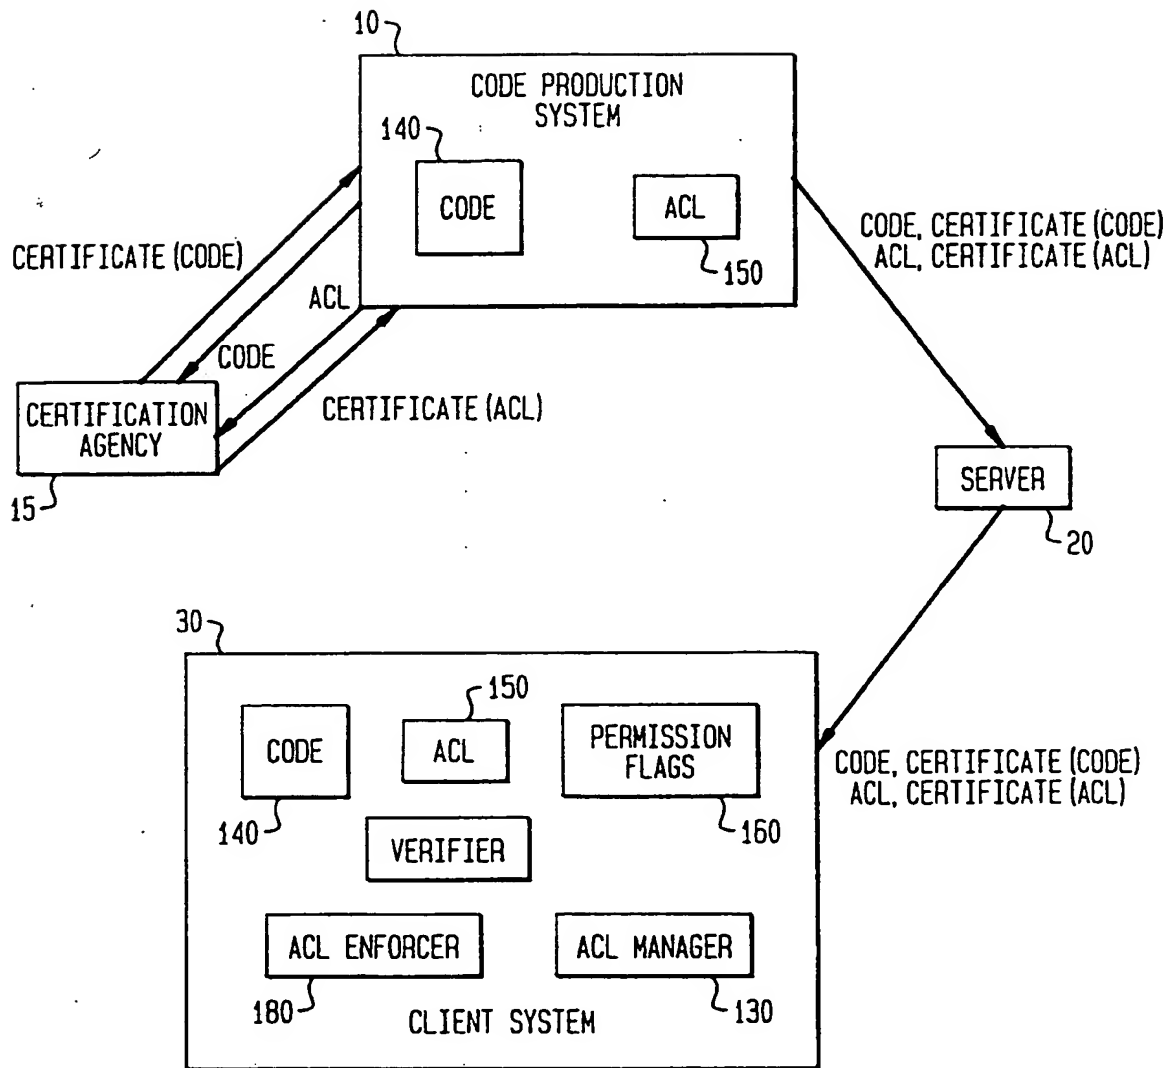 10
CODE PRODUCTION
SYSTEM
140
CODE
ACL
150
CERTIFICATE (CODE)
CODE, CERTIFICATE (CODE)
ACL, CERTIFICATE (ACL)
ACL
CODE
CERTIFICATE (ACL)
CERTIFICATION
AGENCY
15
SERVER
20
30
150
CODE
ACL
PERMISSION
FLAGS
140
160
CODE, CERTIFICATE (CODE)
ACL, CERTIFICATE (ACL)
VERIFIER
ACL ENFORCER
ACL MANAGER
180
130
CLIENT SYSTEM